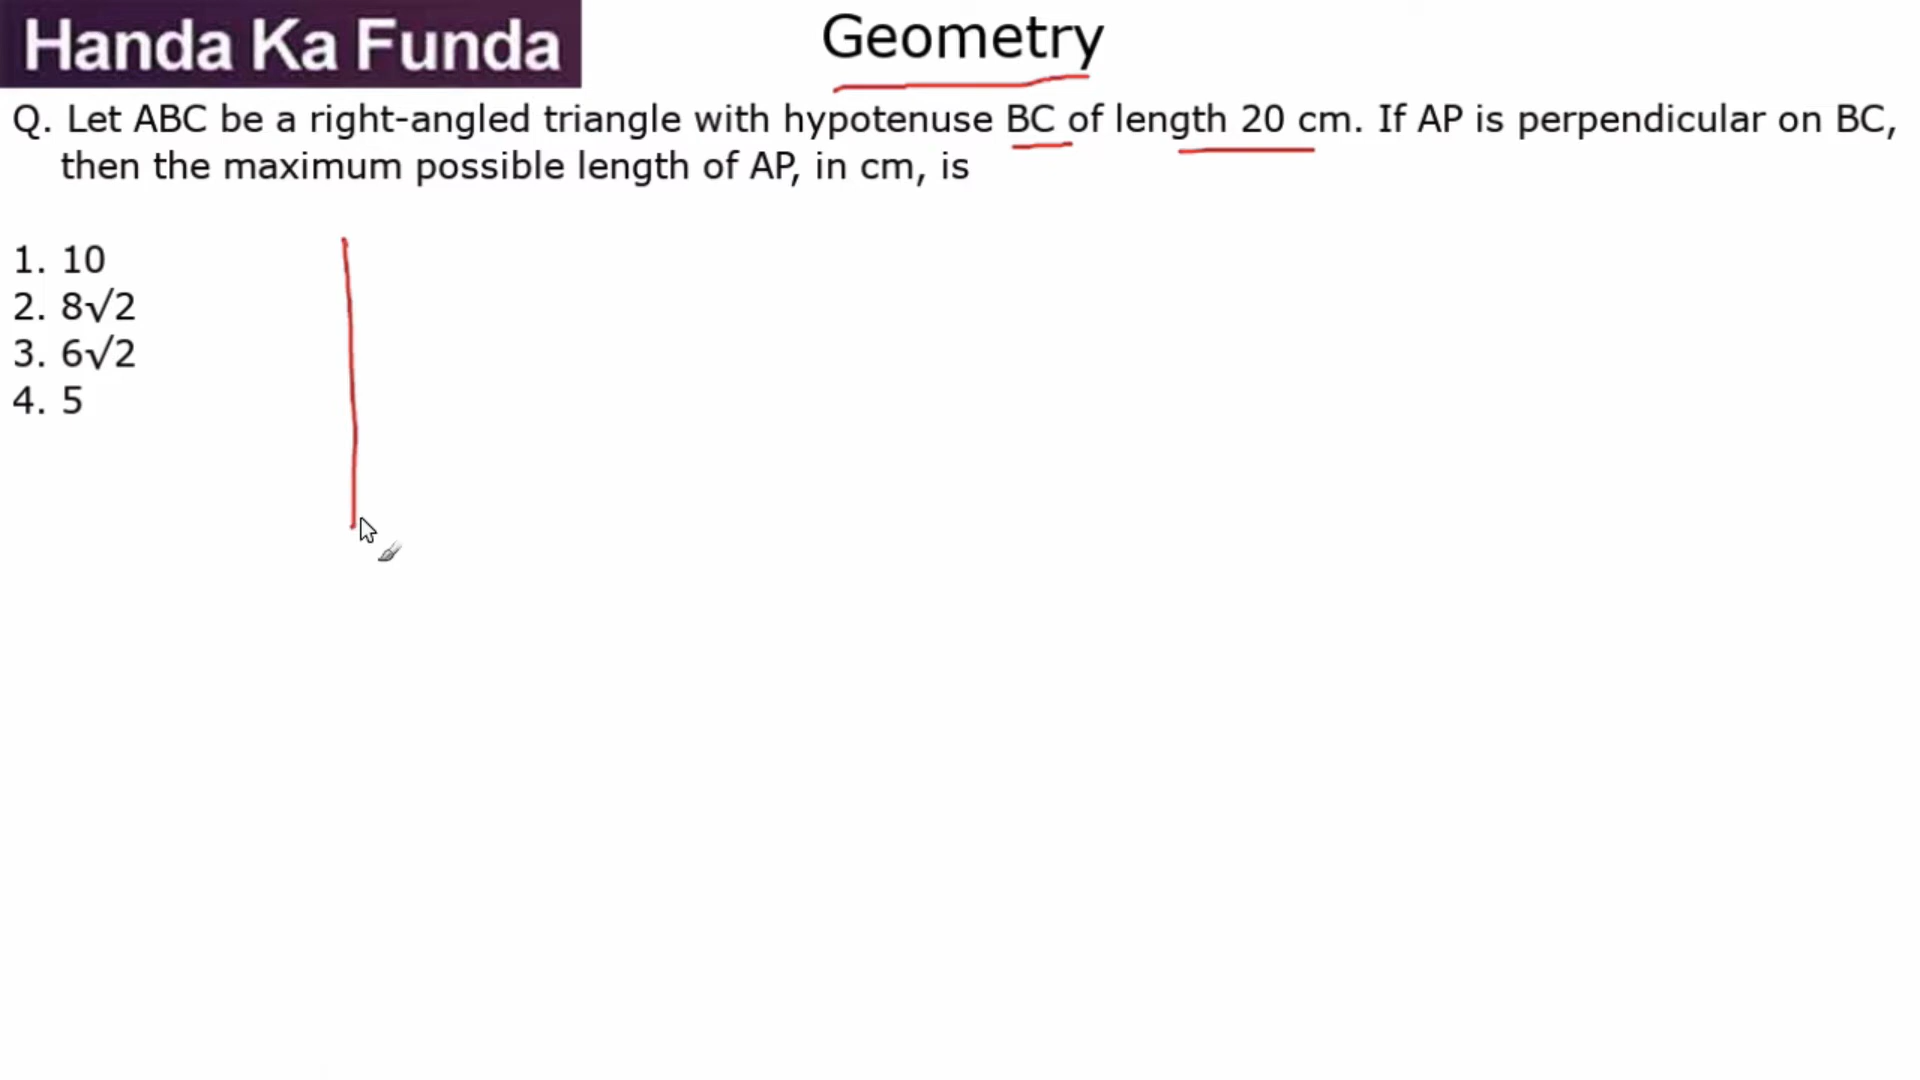 Handa Ka Funda
Geometry
Q. Let ABC be a right-angled triangle with hypotenuse BC of length 20 cm. If AP is perpendicular on BC,
then the maximum possible length of AP, in cm, is
1. 10
2. 8√2
3. 6√2
4. 5